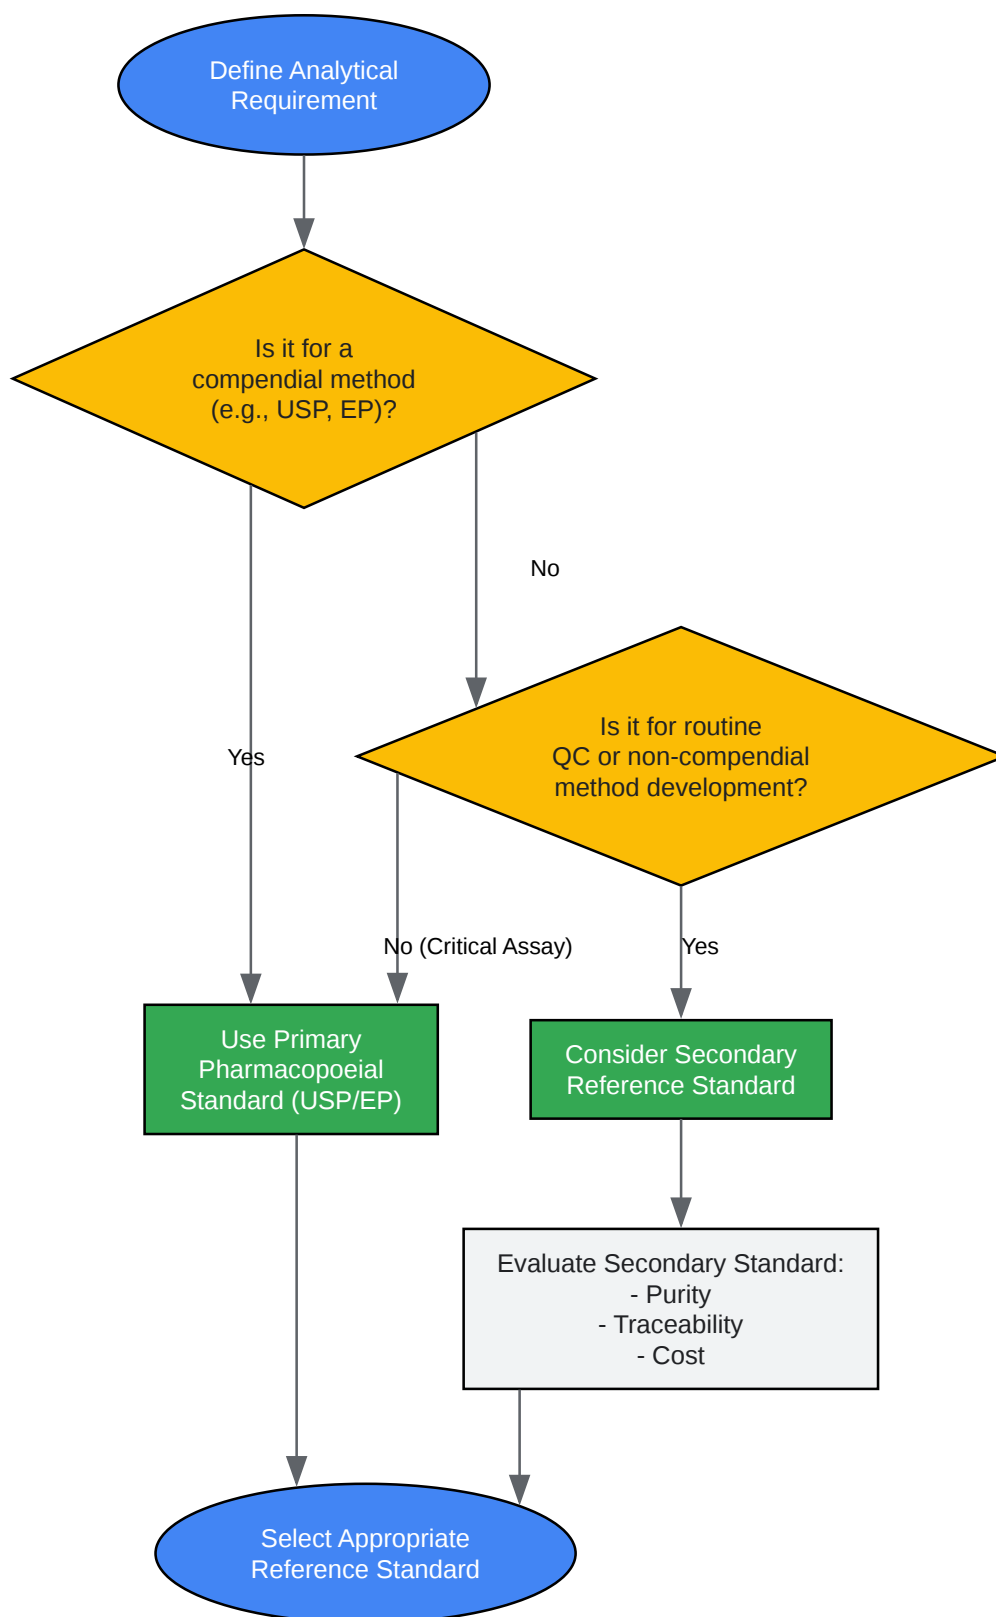 Define Analytical
Requirement
Is it for a
compendial method
(e.g., USP, EP)?
No
Is it for routine
QC or non-compendial
method development?
Yes
No (Critical Assay)
Yes
Use Primary
Pharmacopoeial
Standard (USP/EP)
Consider Secondary
Reference Standard
Evaluate Secondary Standard:
- Purity
- Traceability
- Cost
Select Appropriate
Reference Standard